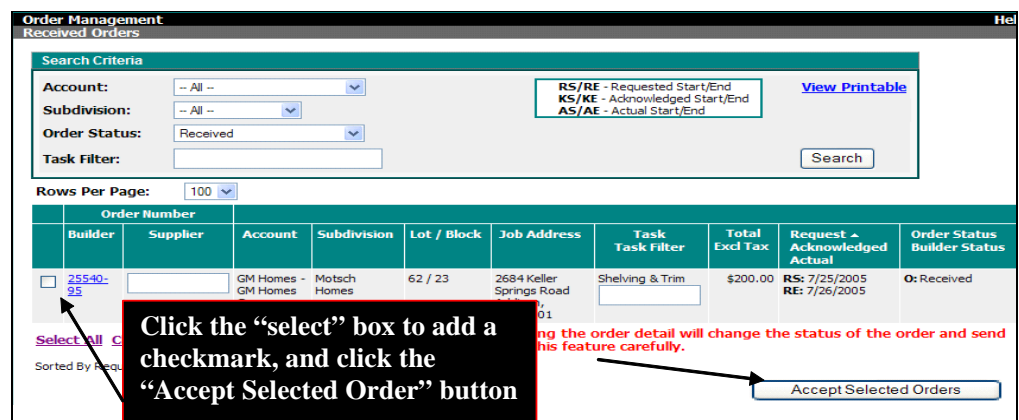 Order Management Hel
Received Orders
Search Criteria
Account: -- All --
RS/RE - Requested Start/End
KS/KE - Acknowledged Start/End
AS/AE - Actual Start/End
View Printable
Subdivision: -- All --
Order Status: Received
Task Filter: Search
Rows Per Page: 100
Order Number
Builder Supplier Account Subdivision Lot / Block Job Address Task Task Filter Total Excl Tax Request Acknowledged Actual Order Status Builder Status
25540-
95
GM Homes -
GM Homes
Motsch
Homes
62 / 23
2684 Keller
Springs Road
01
Shelving & Trim
$200.00
RS: 7/25/2005
RE: 7/26/2005
O: Received
Select All C
ng the order detail will change the status of the order and send
his feature carefully.
Sorted By Requ
Click the “select” box to add a
checkmark, and click the
“Accept Selected Order” button
Accept Selected Orders